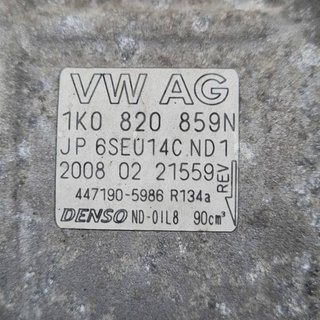 VW AG
1K0 820 859N
JP 6SEU14C.ND1
2008 02 21559
REV
447190-5986 R134a
DENSO ND-OIL8 90cm³